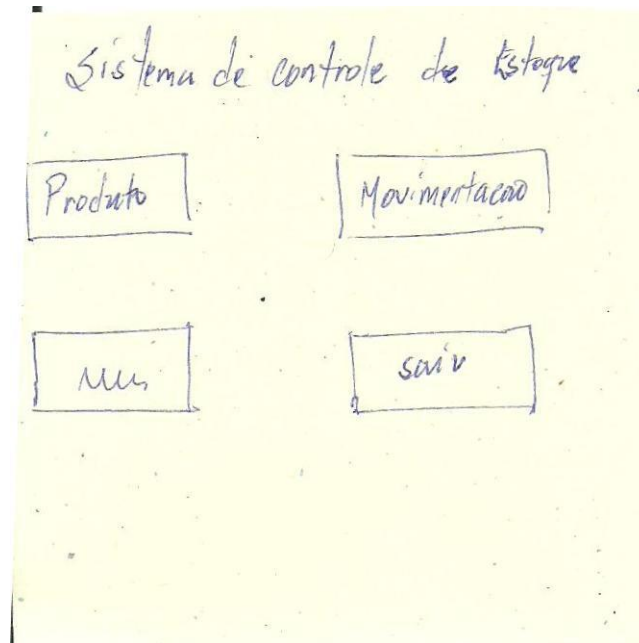 Sistema de controle de Estoque
Produto
Movimentacao
sair